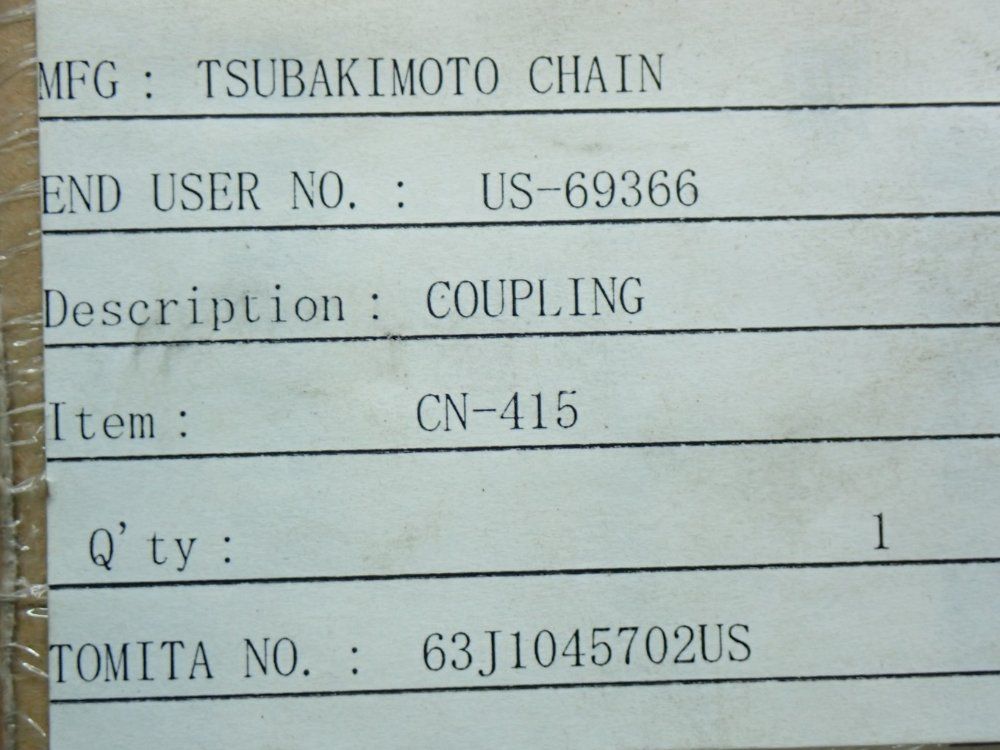 MFG : TSUBAKIMOTO CHAIN
END USER NO. : US-69366
Description : COUPLING
Item : CN-415
Q'ty : 1
TOMITA NO. : 63J1045702US